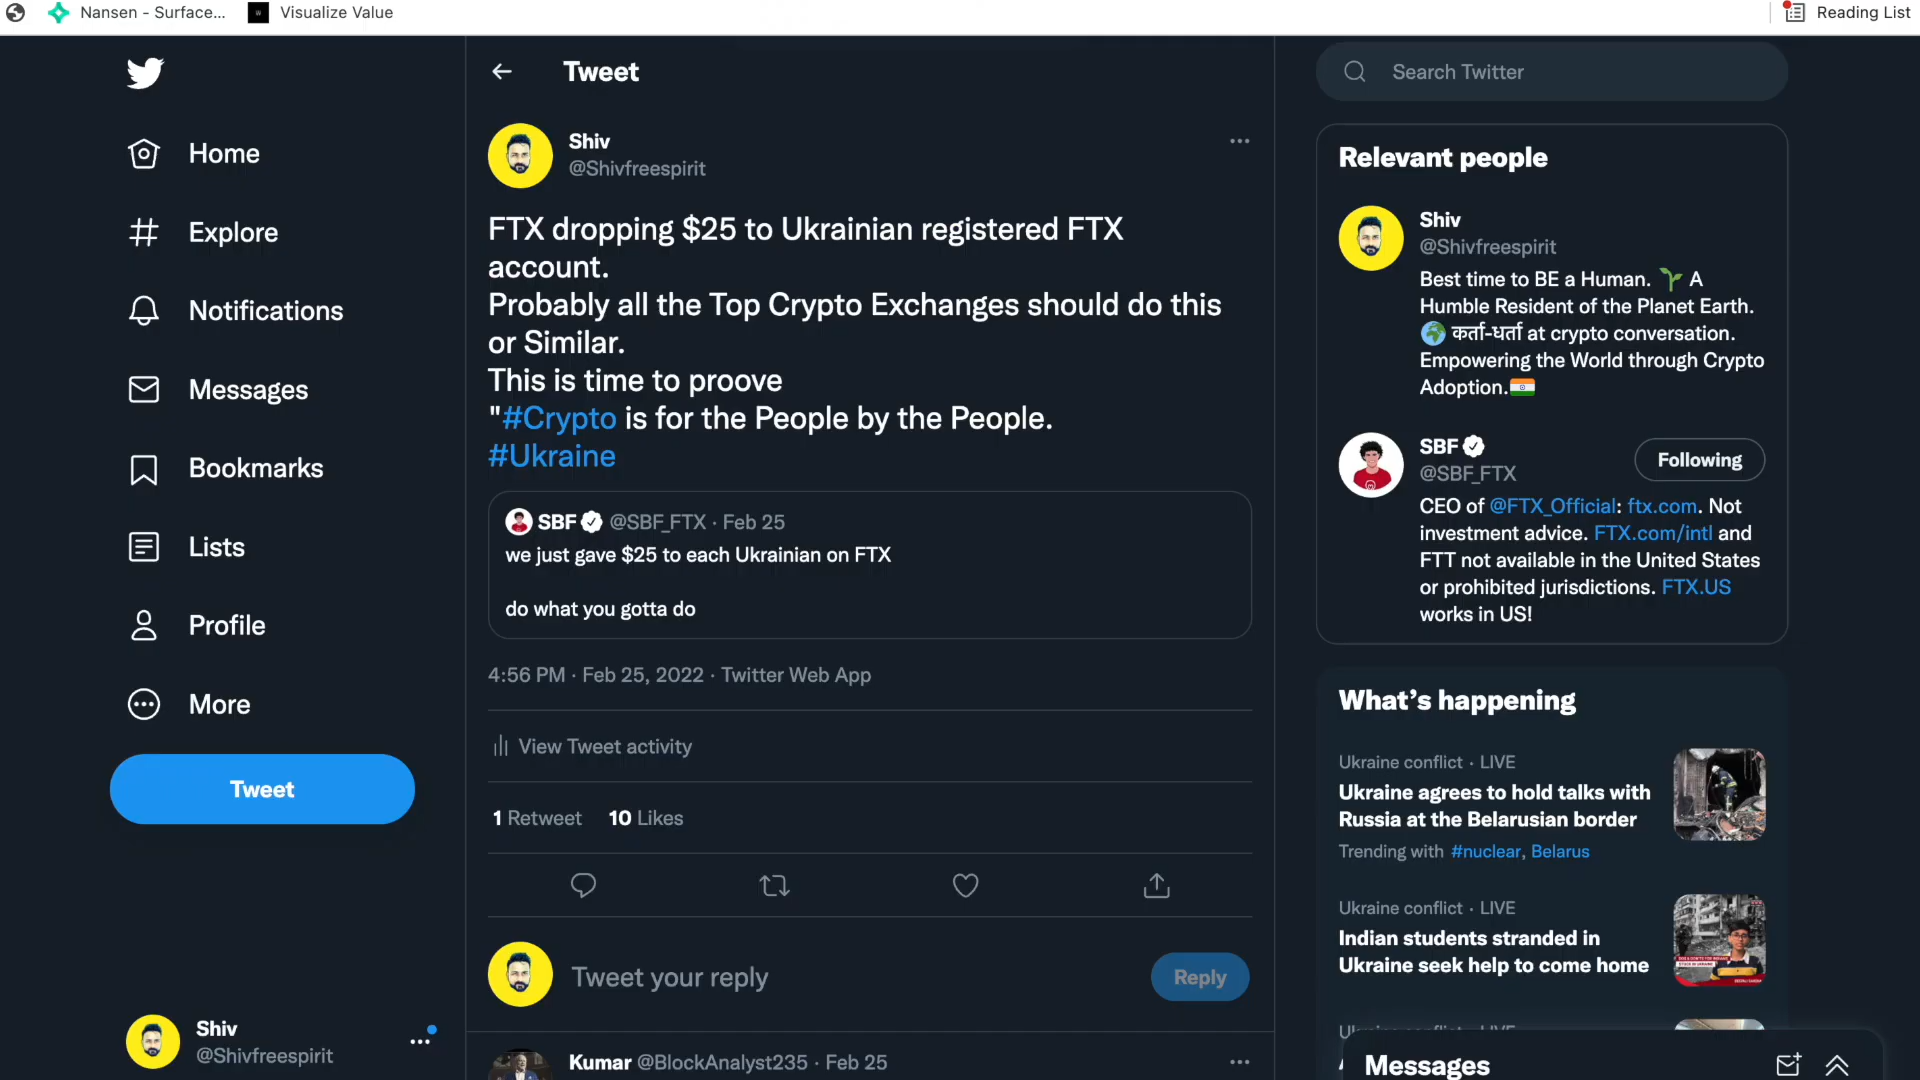 Nansen - Surface...
Visualize Value
Reading List
Home
Explore
Notifications
Messages
Bookmarks
Lists
Profile
More
Tweet
Shiv
@Shivfreespirit
Tweet
Shiv
@Shivfreespirit
FTX dropping $25 to Ukrainian registered FTX
account.
Probably all the Top Crypto Exchanges should do this
or Similar.
This is time to proove
"#Crypto is for the People by the People.
#Ukraine
SBF @SBF_FTX · Feb 25
we just gave $25 to each Ukrainian on FTX
do what you gotta do
4:56 PM · Feb 25, 2022 · Twitter Web App
View Tweet activity
1 Retweet 10 Likes
Tweet your reply
Reply
Kumar @BlockAnalyst235 · Feb 25
Search Twitter
Relevant people
Shiv
@Shivfreespirit
Best time to BE a Human. 🌱 A
Humble Resident of the Planet Earth.
🌍 कर्ता-धर्ता at crypto conversation.
Empowering the World through Crypto
Adoption.🇮🇳
SBF
@SBF_FTX
Following
CEO of @FTX_Official: ftx.com. Not
investment advice. FTX.com/intl and
FTT not available in the United States
or prohibited jurisdictions. FTX.US
works in US!
What's happening
Ukraine conflict · LIVE
Ukraine agrees to hold talks with
Russia at the Belarusian border
Trending with #nuclear, Belarus
Ukraine conflict · LIVE
Indian students stranded in
Ukraine seek help to come home
Messages